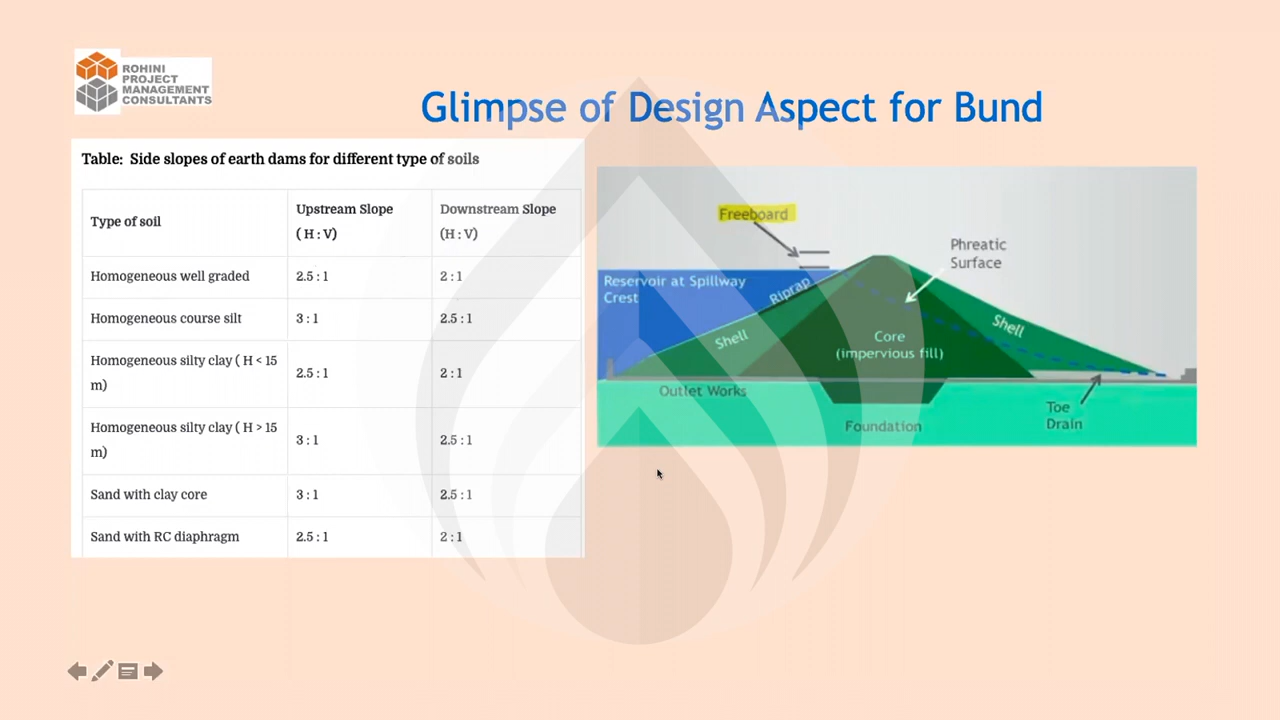 ROHINI
PROJECT
MANAGEMENT
CONSULTANTS
Glimpse of Design Aspect for Bund
Table: Side slopes of earth dams for different type of soils
Type of soil
Upstream Slope
( H : V)
Downstream Slope
(H : V)
Homogeneous well graded
2.5 : 1
2 : 1
Homogeneous course silt
3 : 1
2.5 : 1
Homogeneous silty clay ( H < 15
m)
2.5 : 1
2 : 1
Homogeneous silty clay ( H > 15
m)
3 : 1
2.5 : 1
Sand with clay core
3 : 1
2.5 : 1
Sand with RC diaphragm
2.5 : 1
2 : 1
Freeboard
Phreatic
Surface
Reservoir at Spillway
Crest
Riprap
Shell
Shell
Core
(impervious fill)
Outlet Works
Toe
Drain
Foundation